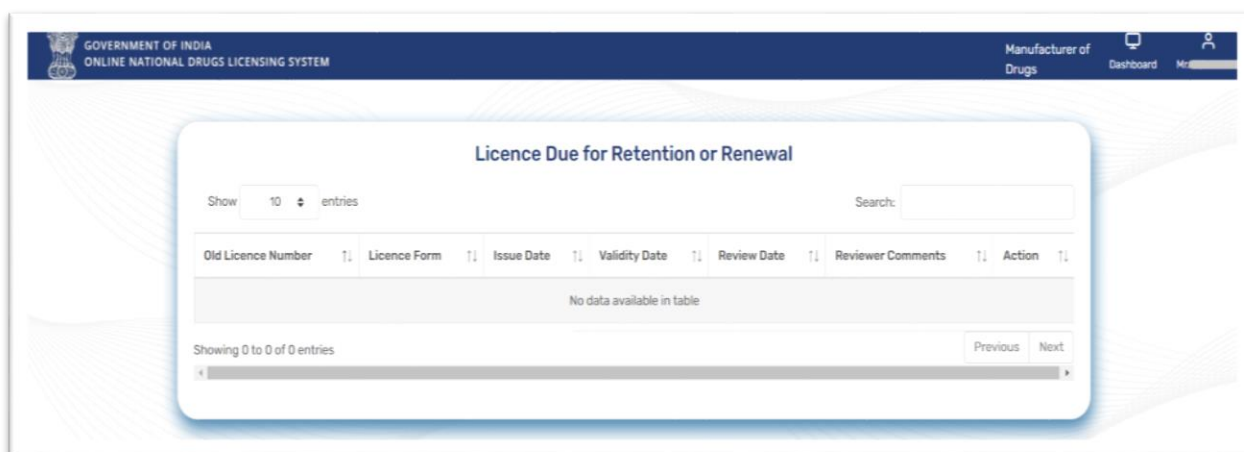 GOVERNMENT OF INDIA
ONLINE NATIONAL DRUGS LICENSING SYSTEM
Manufacturer of
Drugs
Dashboard
Licence Due for Retention or Renewal
Show 10 entries
Search:
Old Licence Number Licence Form Issue Date Validity Date Review Date Reviewer Comments Action
No data available in table
Showing 0 to 0 of 0 entries
Previous Next